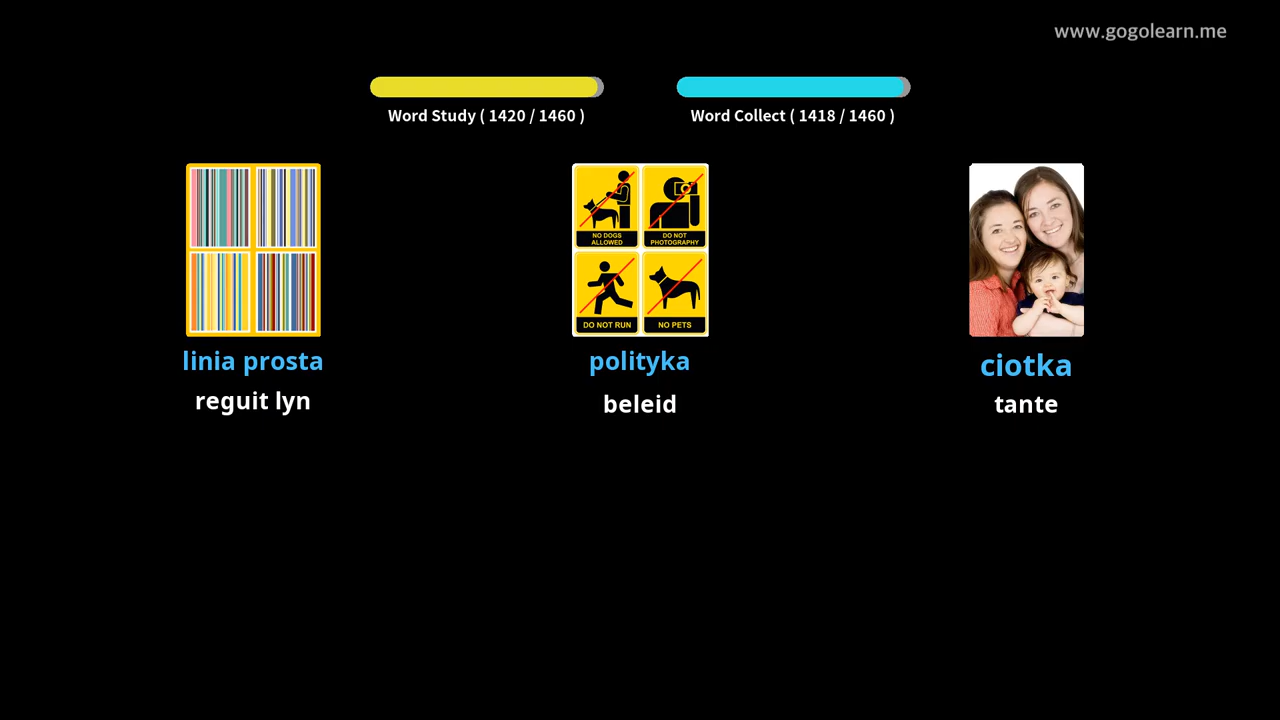 www.gogolearn.me
Word Study ( 1420 / 1460 )
Word Collect ( 1418 / 1460 )
NO DOGS
ALLOWED
DO NOT
PHOTOGRAPHY
DO NOT RUN
NO PETS
linia prosta
polityka
ciotka
reguit lyn
beleid
tante